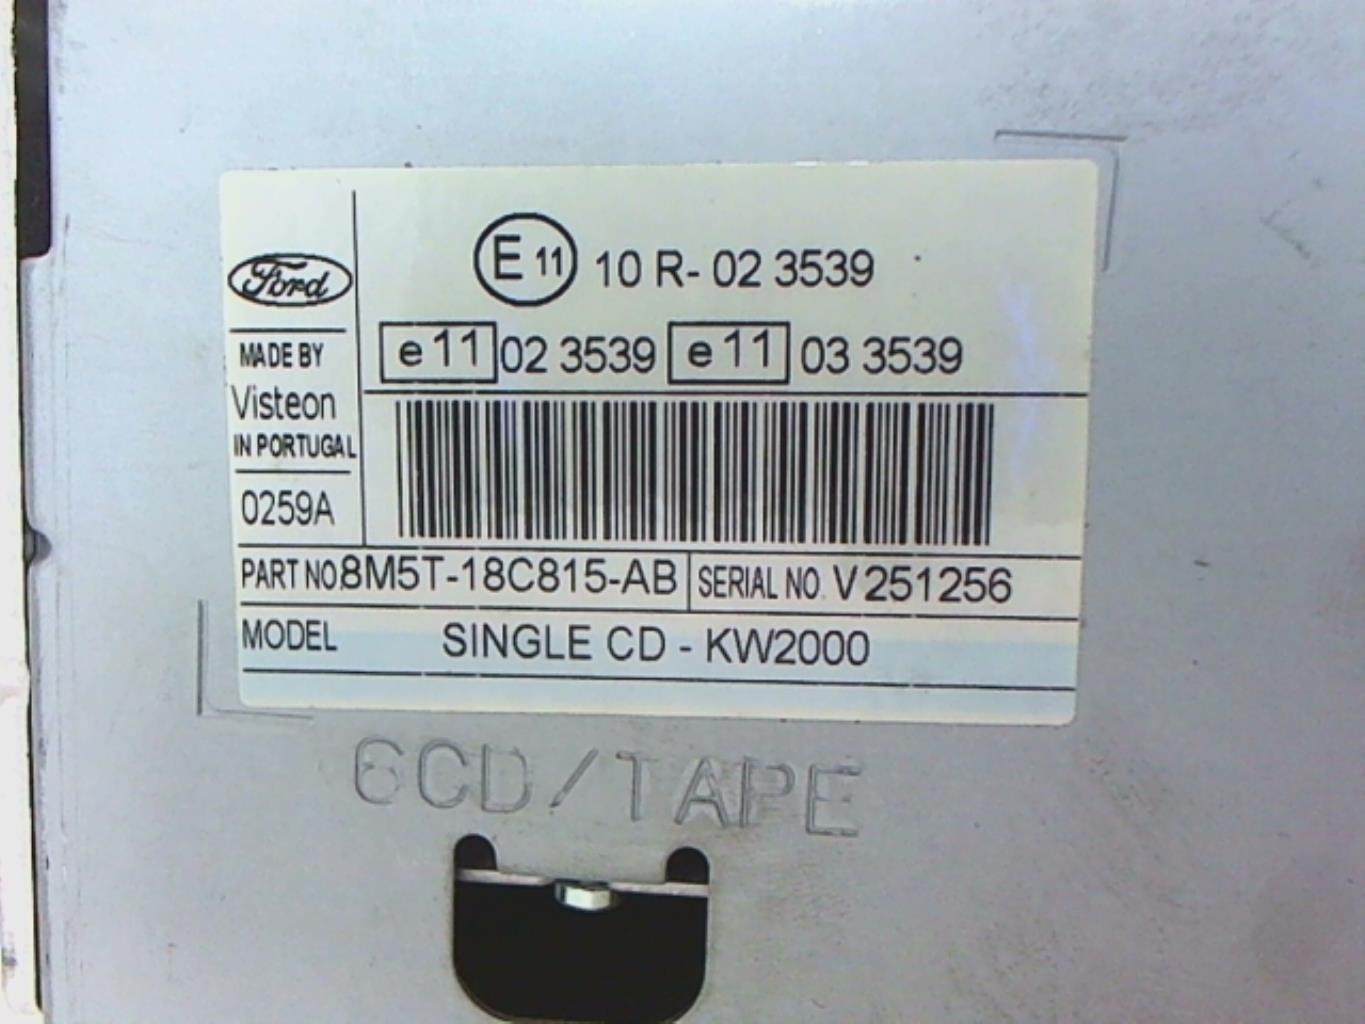 Ford
MADE BY
Visteon
IN PORTUGAL
0259A
E 11 10 R- 02 3539
e 11 02 3539 e 11 03 3539
PART NO. 8M5T-18C815-AB SERIAL NO. V251256
MODEL SINGLE CD - KW2000
6CD/TAPE